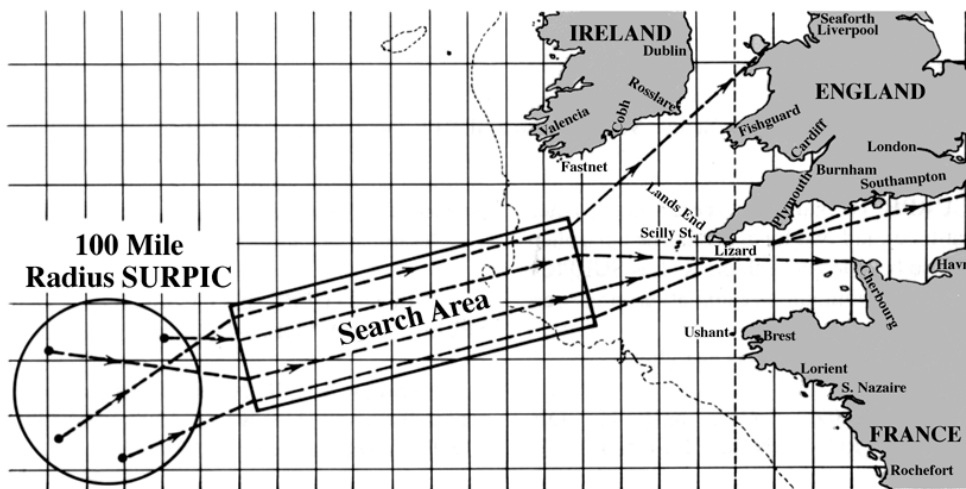 Seaforth
Liverpool
IRELAND
Dublin
ENGLAND
Rosslare
Cobh
Valencia
Fishguard
Cardiff
London
Fastnet
Burnham
Southampton
Plymouth
Lands End
Scilly St.
Lizard
100 Mile
Radius SURPIC
Search Area
Havr
Cherbourg
Ushant
Brest
Lorient
S. Nazaire
FRANCE
Rochefort